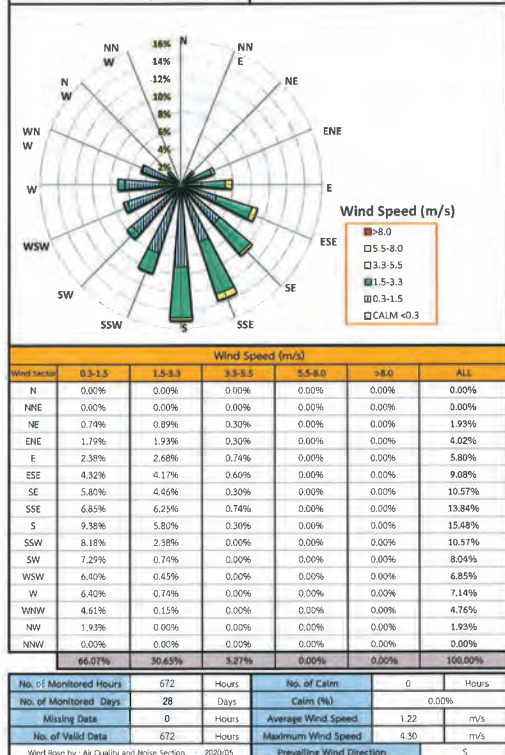 N
NN
W
NN
E
16%
14%
12%
10%
8%
6%
4%
2%
N
W
NE
WN
W
ENE
W
E
WSW
ESE
SW
SE
SSW
S
SSE
Wind Speed (m/s)
>8.0
5.5-8.0
3.3-5.5
1.5-3.3
0.3-1.5
CALM <0.3
Wind Speed (m/s)
Wind Sector 0.3-1.5 1.5-3.3 3.3-5.5 5.5-8.0 >8.0 ALL
N 0.00% 0.00% 0.00% 0.00% 0.00% 0.00%
NNE 0.00% 0.00% 0.00% 0.00% 0.00% 0.00%
NE 0.74% 0.89% 0.30% 0.00% 0.00% 1.93%
ENE 1.79% 1.93% 0.30% 0.00% 0.00% 4.02%
E 2.38% 2.68% 0.74% 0.00% 0.00% 5.80%
ESE 4.32% 4.17% 0.60% 0.00% 0.00% 9.08%
SE 5.80% 4.46% 0.30% 0.00% 0.00% 10.57%
SSE 6.85% 6.25% 0.74% 0.00% 0.00% 13.84%
S 9.38% 5.80% 0.30% 0.00% 0.00% 15.48%
SSW 8.18% 2.38% 0.00% 0.00% 0.00% 10.57%
SW 7.29% 0.74% 0.00% 0.00% 0.00% 8.04%
WSW 6.40% 0.45% 0.00% 0.00% 0.00% 6.85%
W 6.40% 0.74% 0.00% 0.00% 0.00% 7.14%
WNW 4.61% 0.15% 0.00% 0.00% 0.00% 4.76%
NW 1.93% 0.00% 0.00% 0.00% 0.00% 1.93%
NNW 0.00% 0.00% 0.00% 0.00% 0.00% 0.00%
66.07% 30.65% 3.27% 0.00% 0.00% 100.00%
No. of Monitored Hours 672 Hours No. of Calm 0 Hours
No. of Monitored Days 28 Days Calm (%) 0.00%
Missing Data 0 Hours Average Wind Speed 1.22 m/s
No. of Valid Data 672 Hours Maximum Wind Speed 4.30 m/s
Wind Rose by : Air Quality and Noise Section : 2020/05 Prevailing Wind Direction S